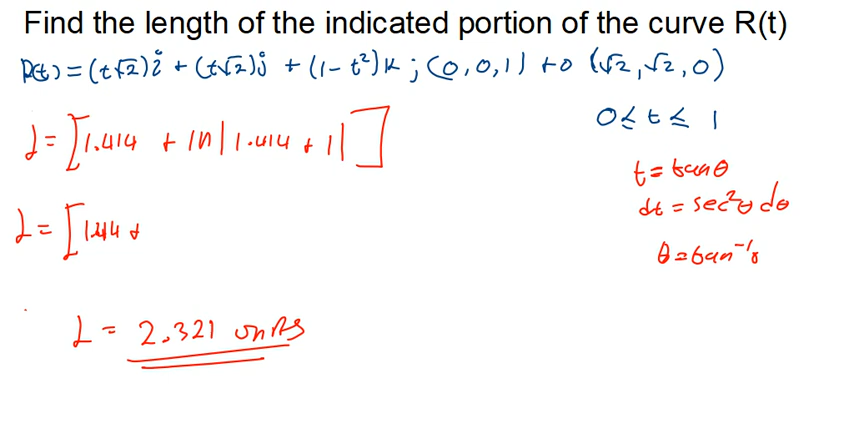 Find the length of the indicated portion of the curve R(t)
R(t) = (t√2)i + (t√2)j + (1 - t²)k ; (0, 0, 1) to (√2, √2, 0)
0 ≤ t ≤ 1
L = [1.414 + ln|1.414 + 1|]
t = tanθ
dt = sec²θ dθ
L = [1.414 +
θ = tan⁻¹
L = 2.321 units